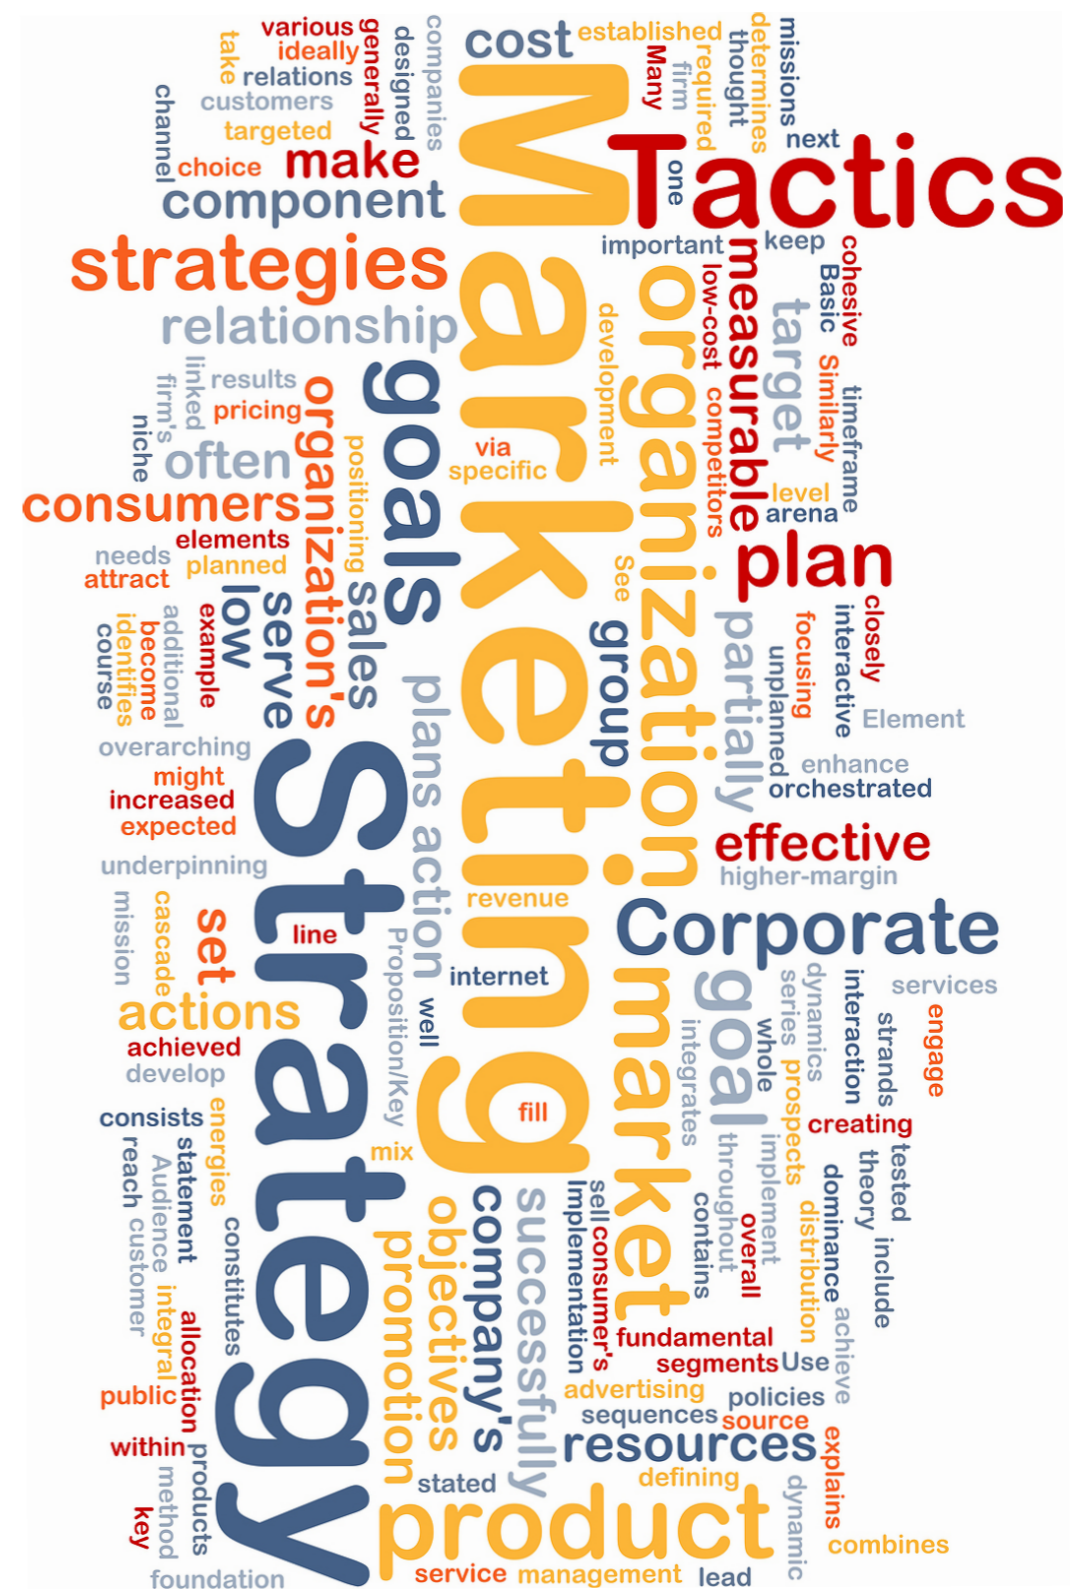 various
ideally
take
relations
generally
designed
companies
customers
targeted
channel
choice
make
component
cost
established
Many
firm
required
thought
determines
missions
next
Marketing
Tactics
one
important
keep
strategies
relationship
organization
low-cost
measurable
Basic
cohesive
target
development
linked
results
firm's
pricing
niche
often
organization's
goals
positioning
via
specific
competitors
Similarly
timeframe
level
arena
consumers
elements
needs
planned
attract
plan
See
low
serve
sales
example
additional
become
identifies
course
group
partially
focusing
interactive
closely
unplanned
Element
plans
action
overarching
might
increased
expected
underpinning
Strategy
enhance
orchestrated
effective
higher-margin
mission
cascade
set
line
revenue
Corporate
actions
achieved
develop
Proposition/Key
well
internet
market
goal
series
dynamics
interaction
services
strands
engage
integrates
whole
prospects
creating
consists
energies
reach
Audience
statement
mix
fill
throughout
implement
theory
tested
customer
constitutes
integral
allocation
public
promotion
objectives
company's
successfully
Implementation
sell
consumer's
contains
overall
distribution
dominance
include
achieve
fundamental
segments
Use
advertising
policies
sequences
source
within
products
method
key
foundation
stated
resources
explains
defining
dynamic
product
combines
service
management
lead